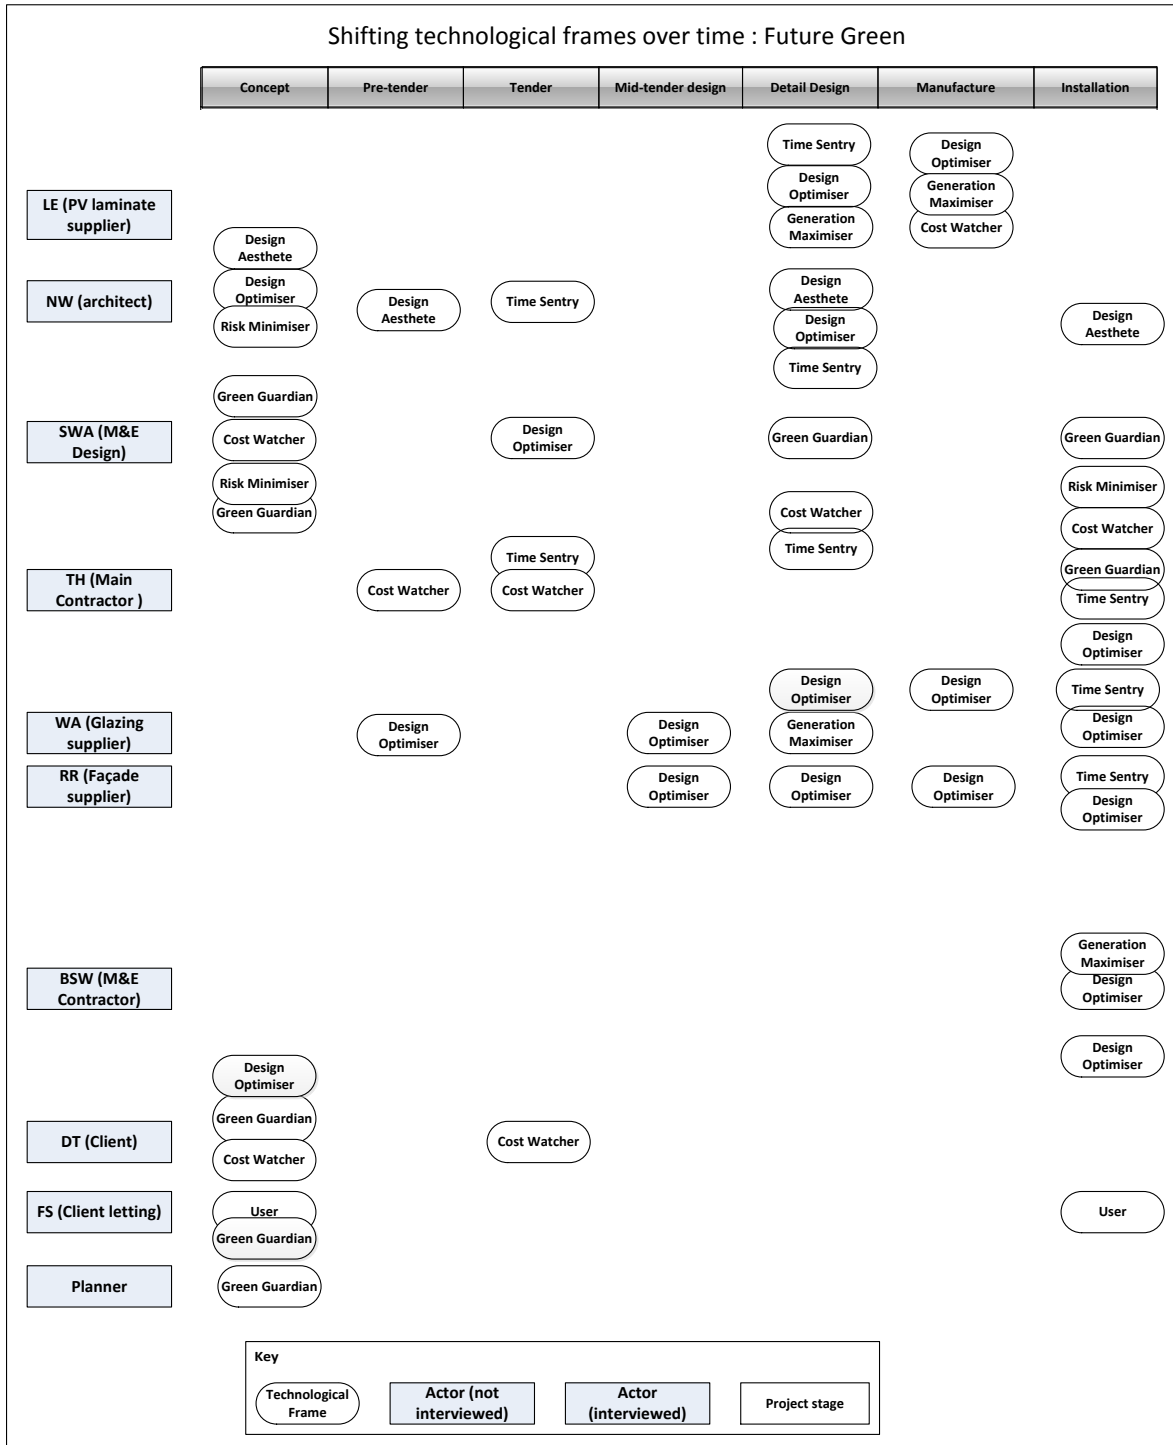 Shifting technological frames over time : Future Green
Concept
Pre-tender
Tender
Mid-tender design
Detail Design
Manufacture
Installation
LE (PV laminate
supplier)
Time Sentry
Design
Optimiser
Generation
Maximiser
Design
Optimiser
Generation
Maximiser
Cost Watcher
NW (architect)
Design
Aesthete
Design
Optimiser
Risk Minimiser
Design
Aesthete
Time Sentry
Design
Aesthete
Design
Optimiser
Time Sentry
Design
Aesthete
SWA (M&E
Design)
Green Guardian
Cost Watcher
Risk Minimiser
Green Guardian
Design
Optimiser
Green Guardian
Green Guardian
TH (Main
Contractor )
Cost Watcher
Time Sentry
Cost Watcher
Cost Watcher
Time Sentry
Risk Minimiser
Cost Watcher
Green Guardian
Time Sentry
Design
Optimiser
WA (Glazing
supplier)
Design
Optimiser
Design
Optimiser
Design
Optimiser
Generation
Maximiser
Design
Optimiser
Time Sentry
Design
Optimiser
RR (Façade
supplier)
Design
Optimiser
Design
Optimiser
Design
Optimiser
Time Sentry
Design
Optimiser
BSW (M&E
Contractor)
Generation
Maximiser
Design
Optimiser
Design
Optimiser
DT (Client)
Design
Optimiser
Green Guardian
Cost Watcher
Cost Watcher
FS (Client letting)
User
Green Guardian
User
Planner
Green Guardian
Key
Technological
Frame
Actor (not
interviewed)
Actor
(interviewed)
Project stage